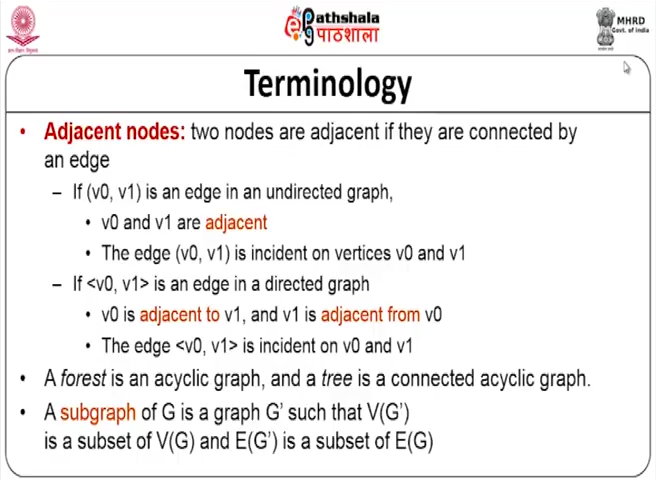 ePathshala
पाठशाला
MHRD
Govt. of India
Terminology
• Adjacent nodes: two nodes are adjacent if they are connected by
an edge
– If (v0, v1) is an edge in an undirected graph,
• v0 and v1 are adjacent
• The edge (v0, v1) is incident on vertices v0 and v1
– If <v0, v1> is an edge in a directed graph
• v0 is adjacent to v1, and v1 is adjacent from v0
• The edge <v0, v1> is incident on v0 and v1
• A forest is an acyclic graph, and a tree is a connected acyclic graph.
• A subgraph of G is a graph G’ such that V(G’)
is a subset of V(G) and E(G’) is a subset of E(G)